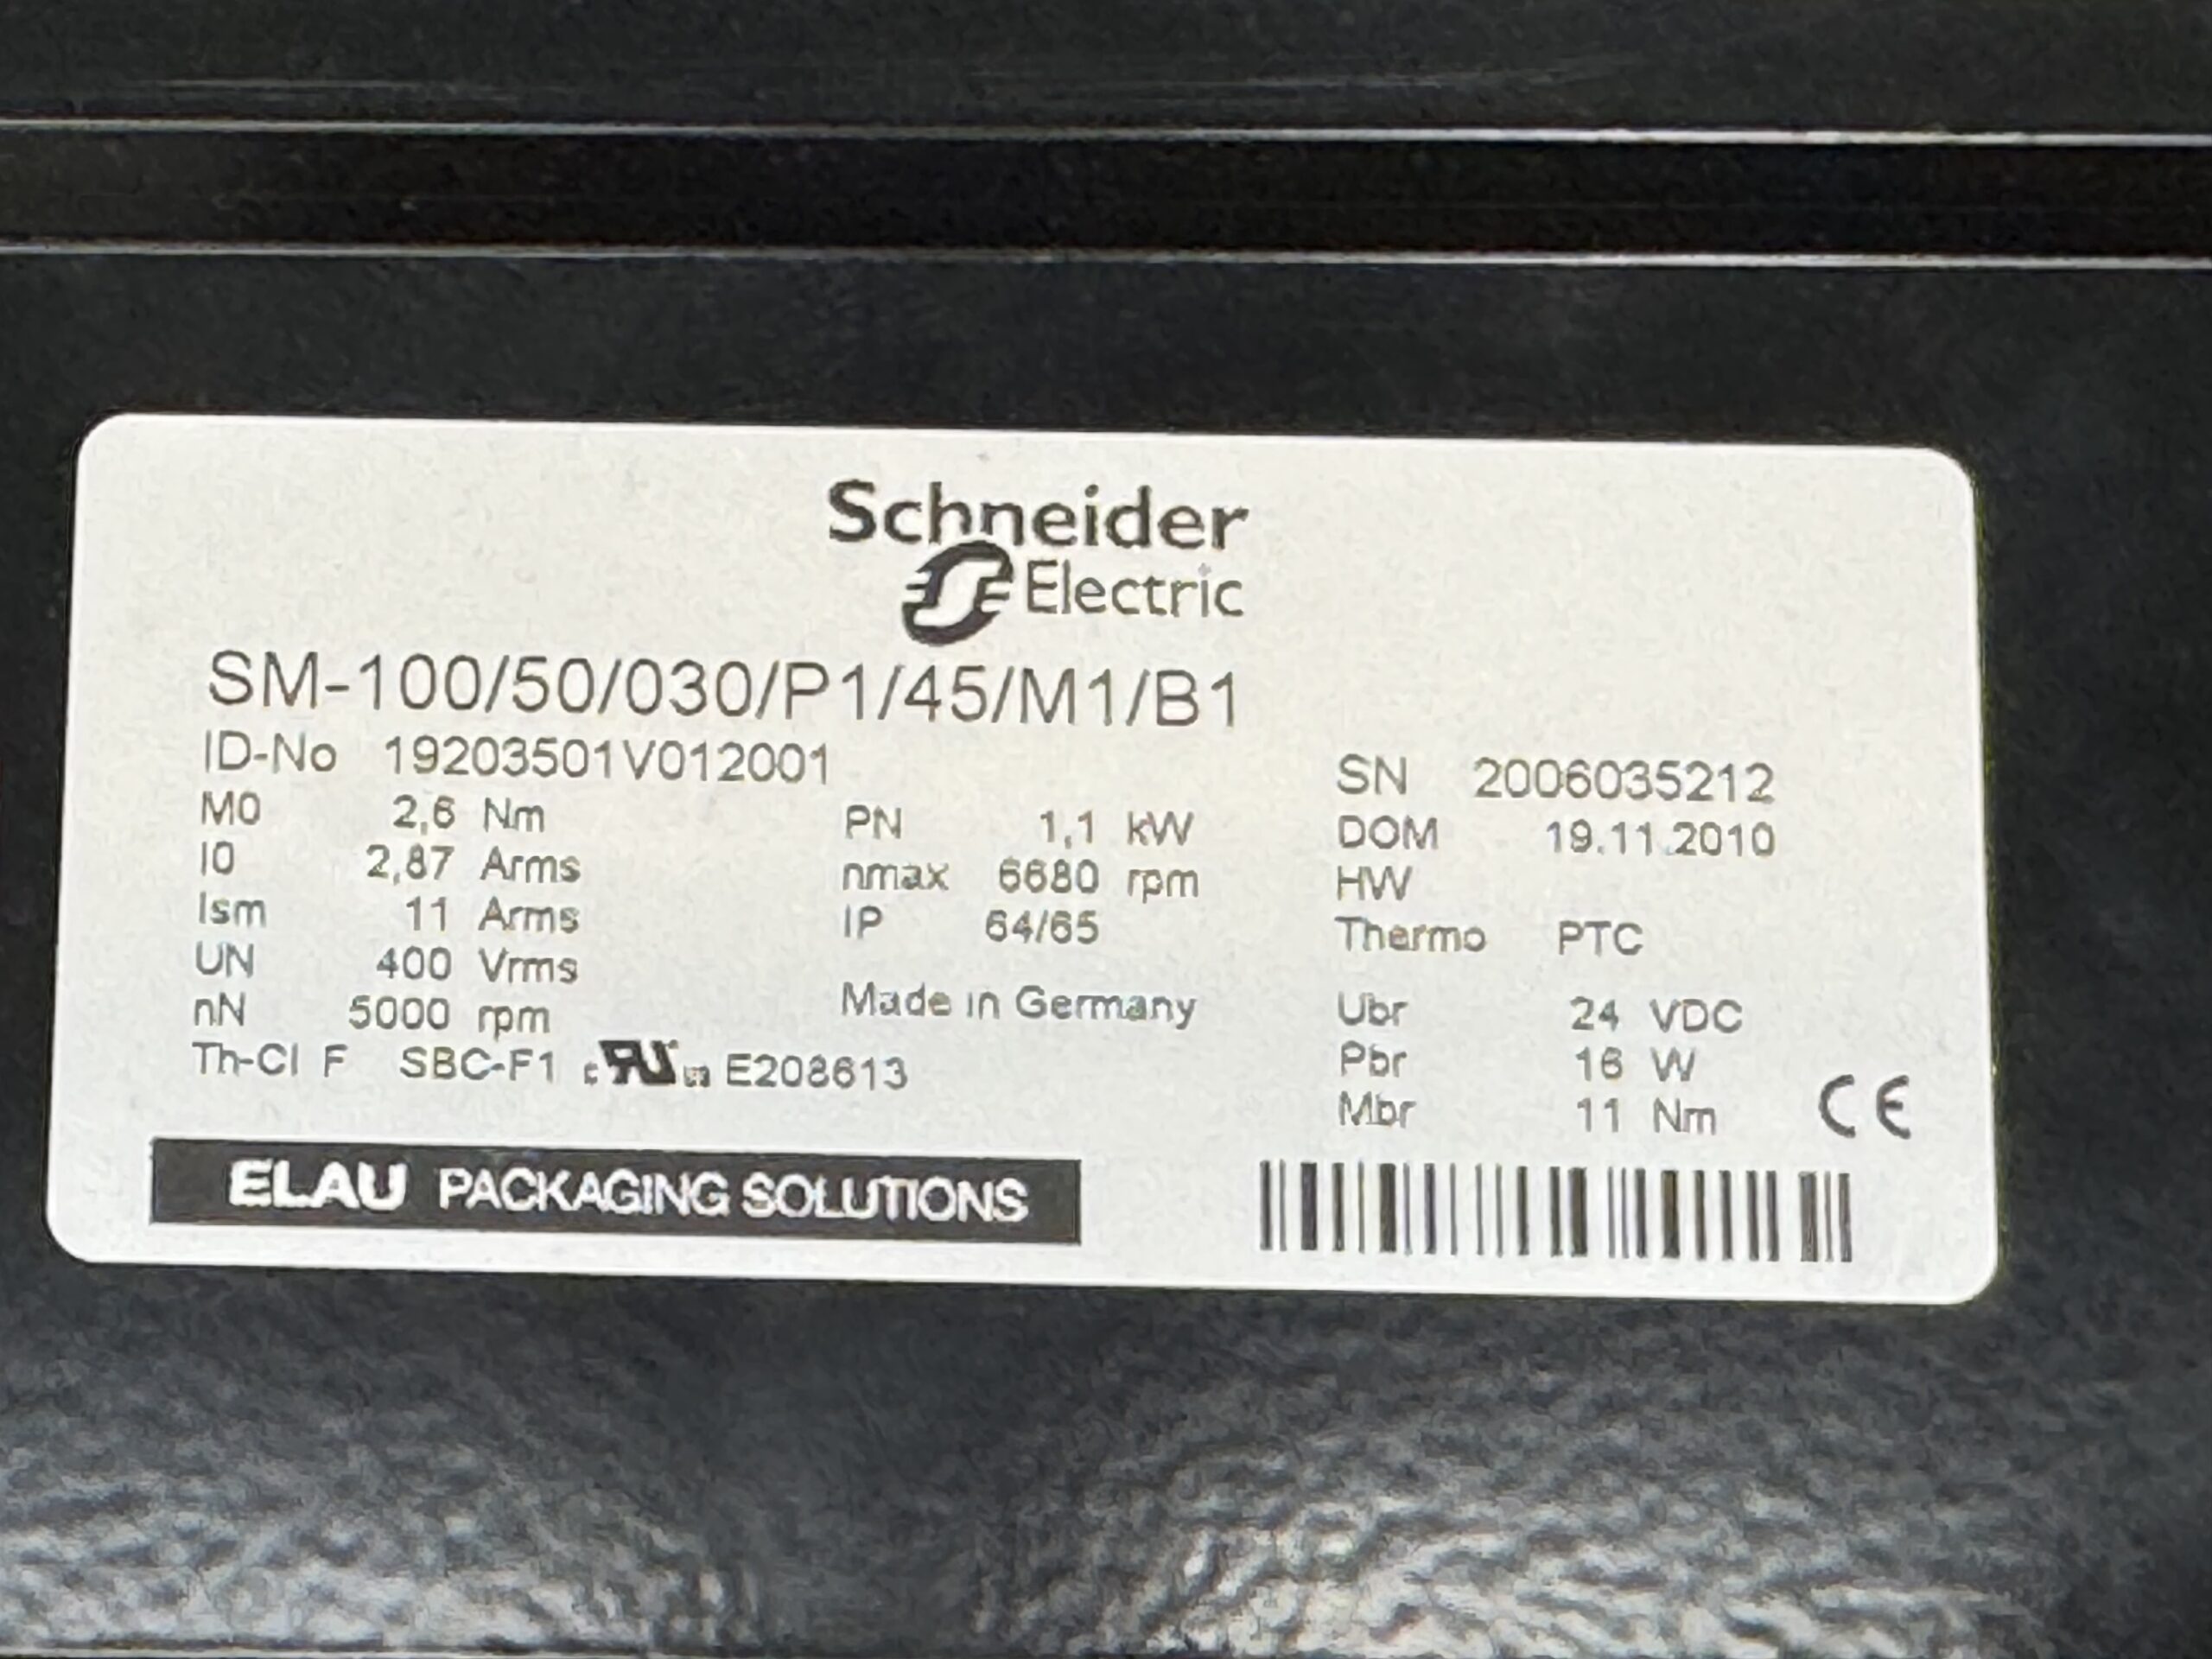 Schneider
Electric
SM-100/50/030/P1/45/M1/B1
ID-No 19203501V012001
M0 2,6 Nm
I0 2,87 Arms
Ism 11 Arms
UN 400 Vrms
nN 5000 rpm
Th-Cl F SBC-F1 c RU us E208613
PN 1,1 kW
nmax 6680 rpm
IP 64/65
Made in Germany
SN 2006035212
DOM 19.11.2010
HW
Thermo PTC
Ubr 24 VDC
Pbr 16 W
Mbr 11 Nm
CE
ELAU PACKAGING SOLUTIONS